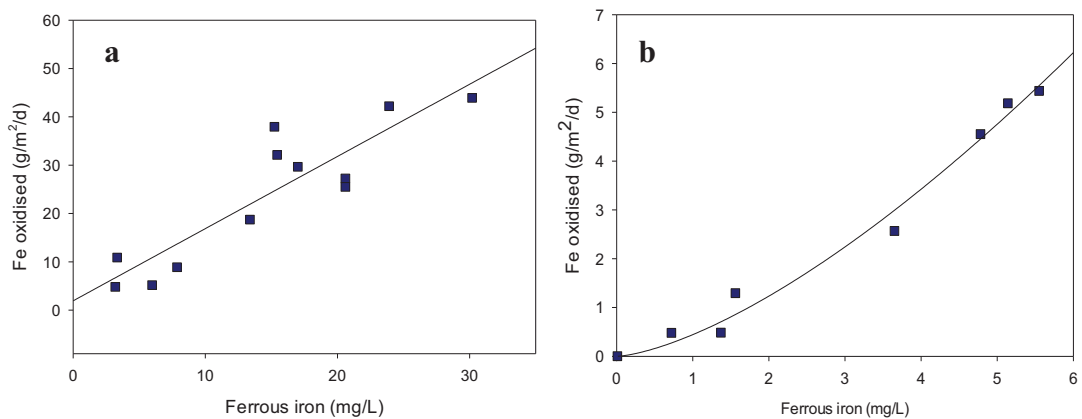 a
Fe oxidised (g/m²/d)
60
50
40
30
20
10
0
0 10 20 30
Ferrous iron (mg/L)
b
Fe oxidised (g/m²/d)
7
6
5
4
3
2
1
0
0 1 2 3 4 5 6
Ferrous iron (mg/L)